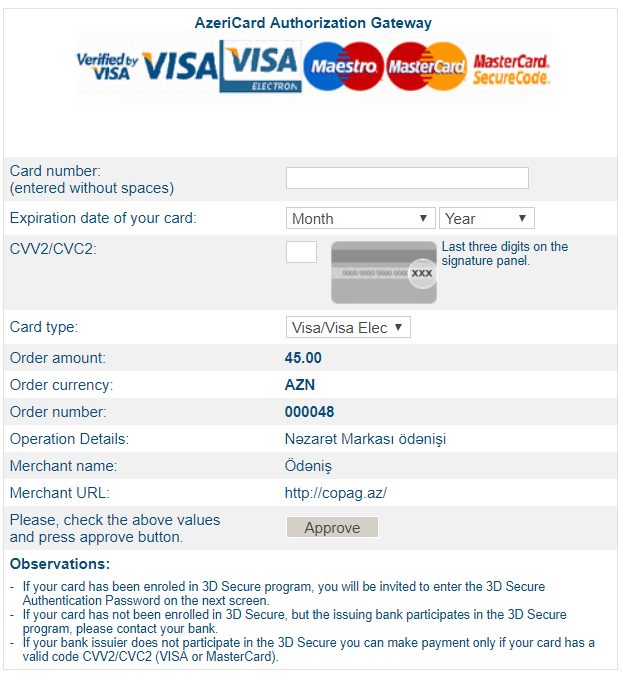 AzeriCard Authorization Gateway
Verified by VISA VISA VISA ELECTRON Maestro MasterCard MasterCard. SecureCode.
Card number:
(entered without spaces)
Expiration date of your card: Month Year
CVV2/CVC2: XXX Last three digits on the
signature panel.
Card type: Visa/Visa Elec
Order amount: 45.00
Order currency: AZN
Order number: 000048
Operation Details: Nəzarət Markası ödənişi
Merchant name: Ödəniş
Merchant URL: http://copag.az/
Please, check the above values
and press approve button. Approve
Observations:
- If your card has been enroled in 3D Secure program, you will be invited to enter the 3D Secure
Authentication Password on the next screen.
- If your card has not been enrolled in 3D Secure, but the issuing bank participates in the 3D Secure
program, please contact your bank.
- If your bank issuier does not participate in the 3D Secure you can make payment only if your card has a
valid code CVV2/CVC2 (VISA or MasterCard).